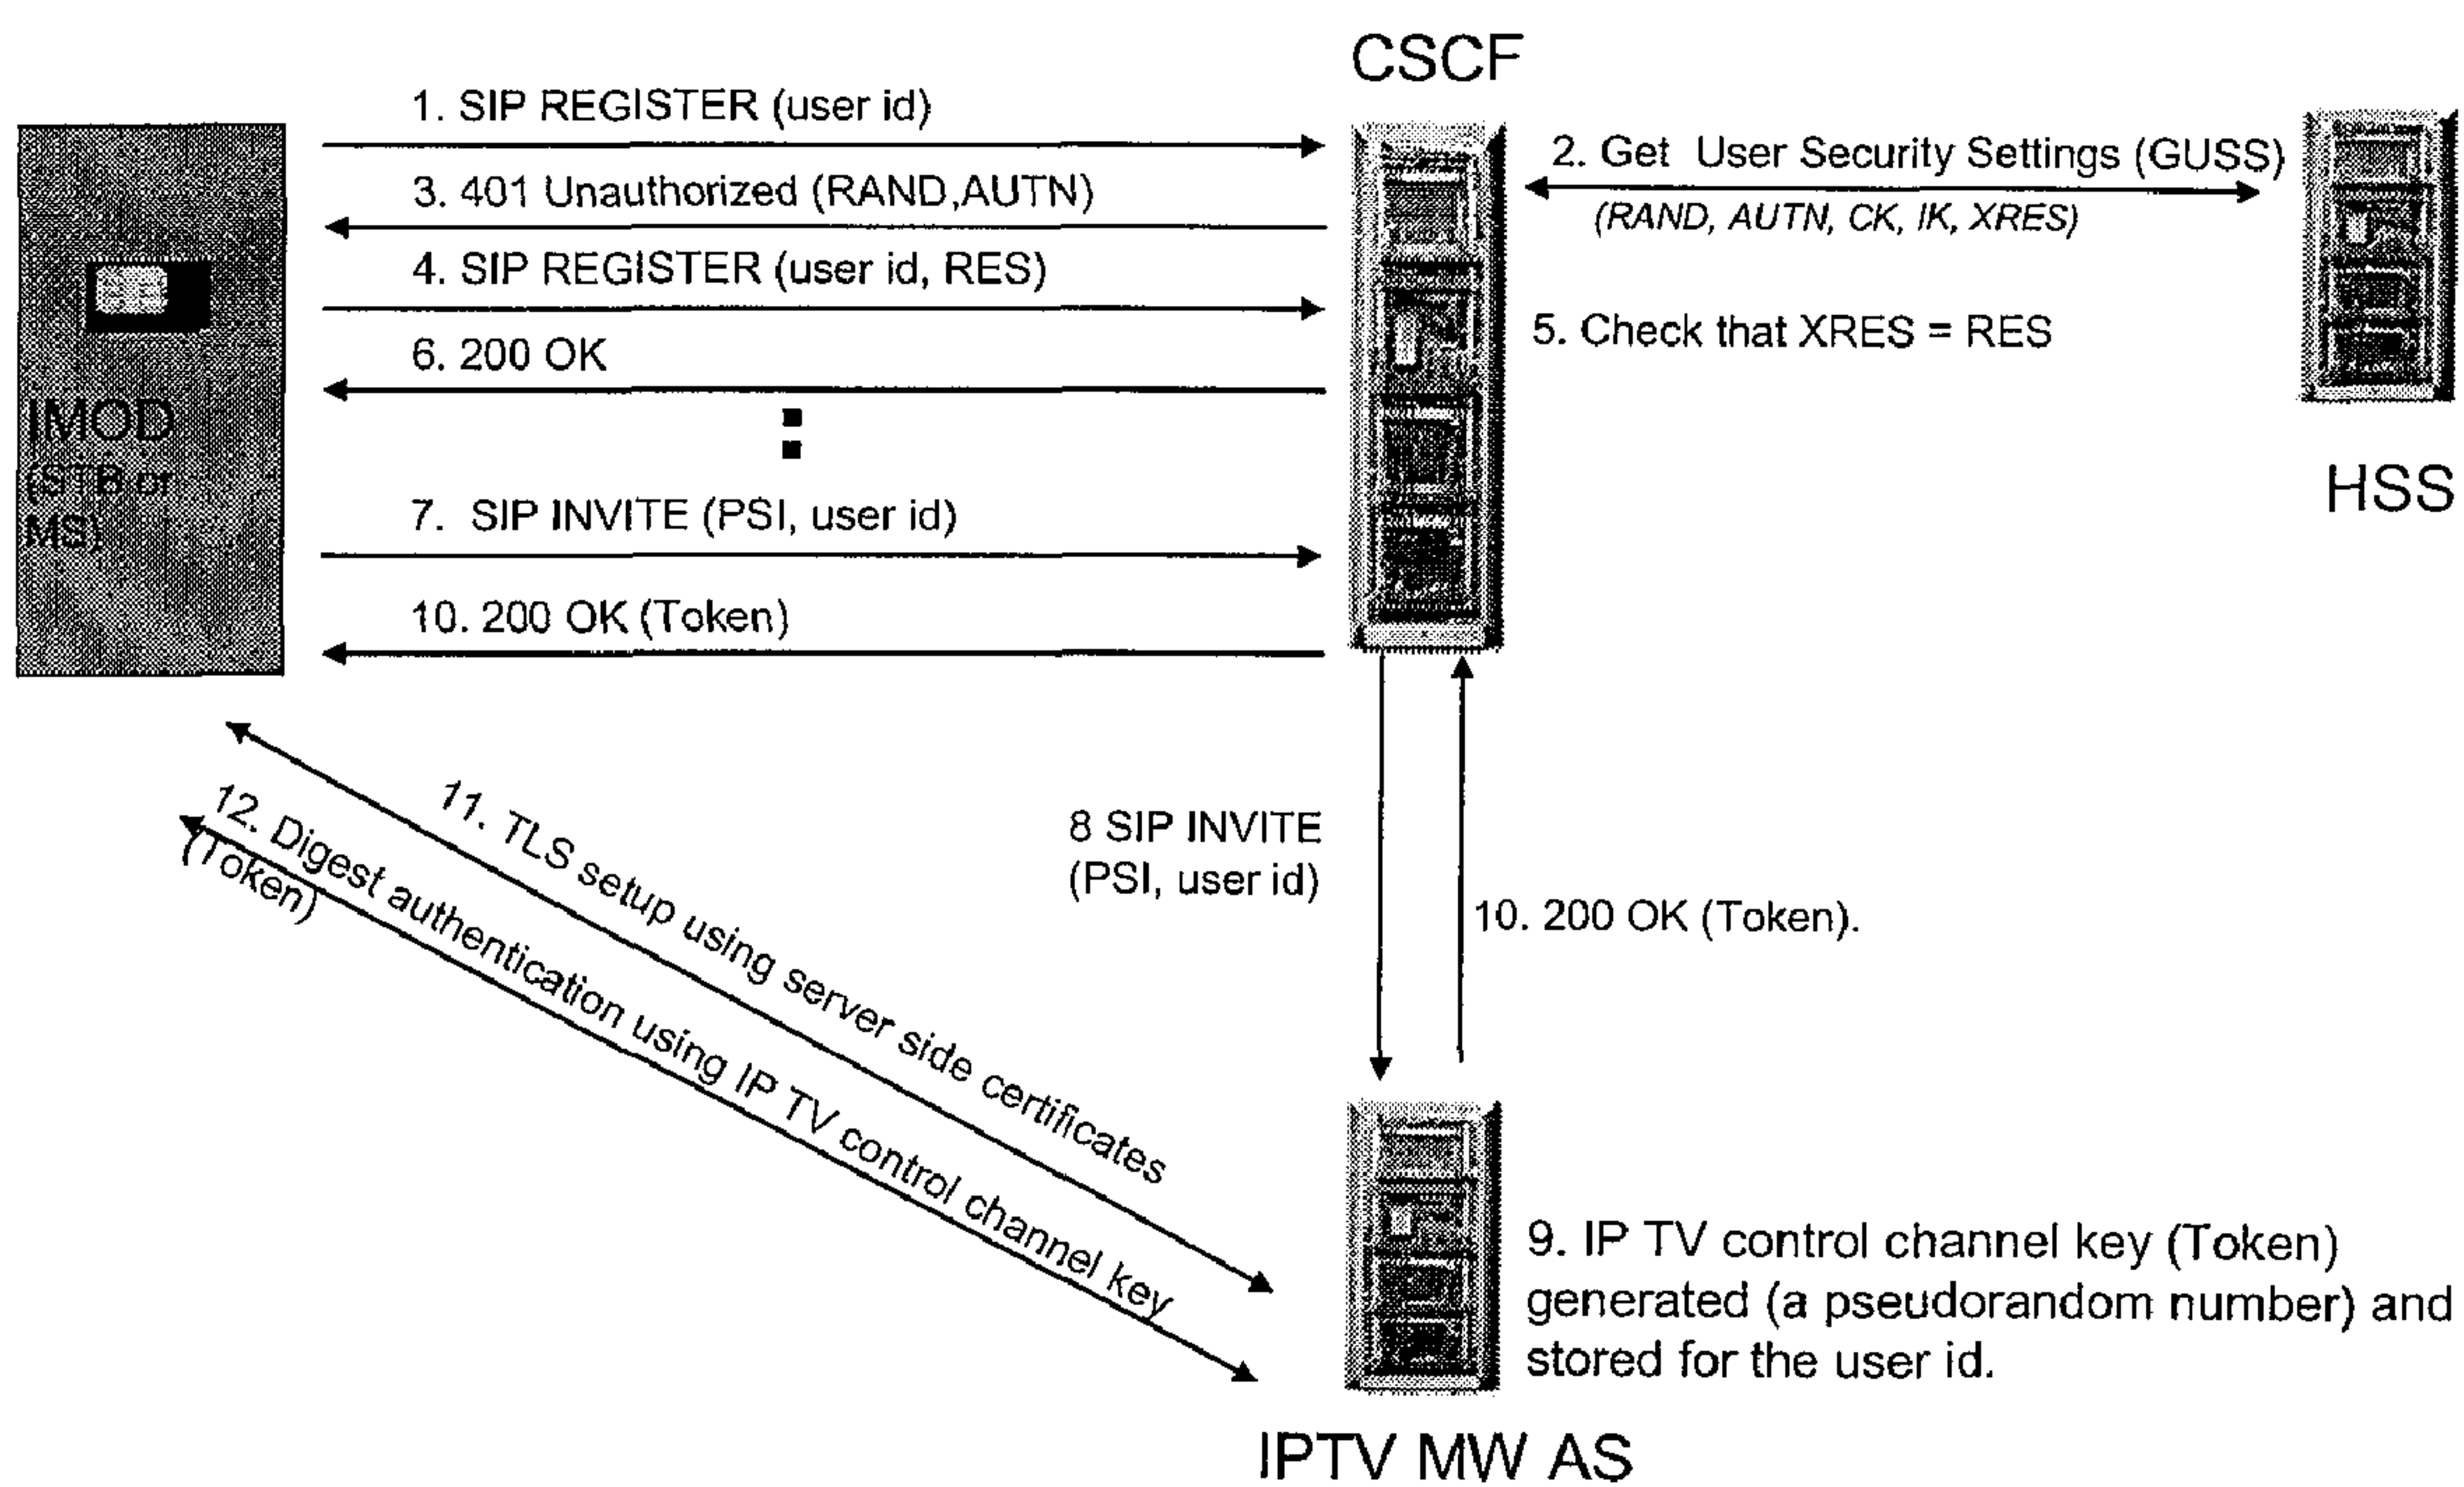 CSCF
1. SIP REGISTER (user id)
2. Get User Security Settings (GUSS)
(RAND, AUTN, CK, IK, XRES)
3. 401 Unauthorized (RAND,AUTN)
4. SIP REGISTER (user id, RES)
5. Check that XRES = RES
6. 200 OK
IMOD
(STB or
MS)
HSS
7. SIP INVITE (PSI, user id)
10. 200 OK (Token)
11. TLS setup using server side certificates
12. Digest authentication using IP TV control channel key
(Token)
8 SIP INVITE
(PSI, user id)
10. 200 OK (Token).
9. IP TV control channel key (Token)
generated (a pseudorandom number) and
stored for the user id.
IPTV MW AS